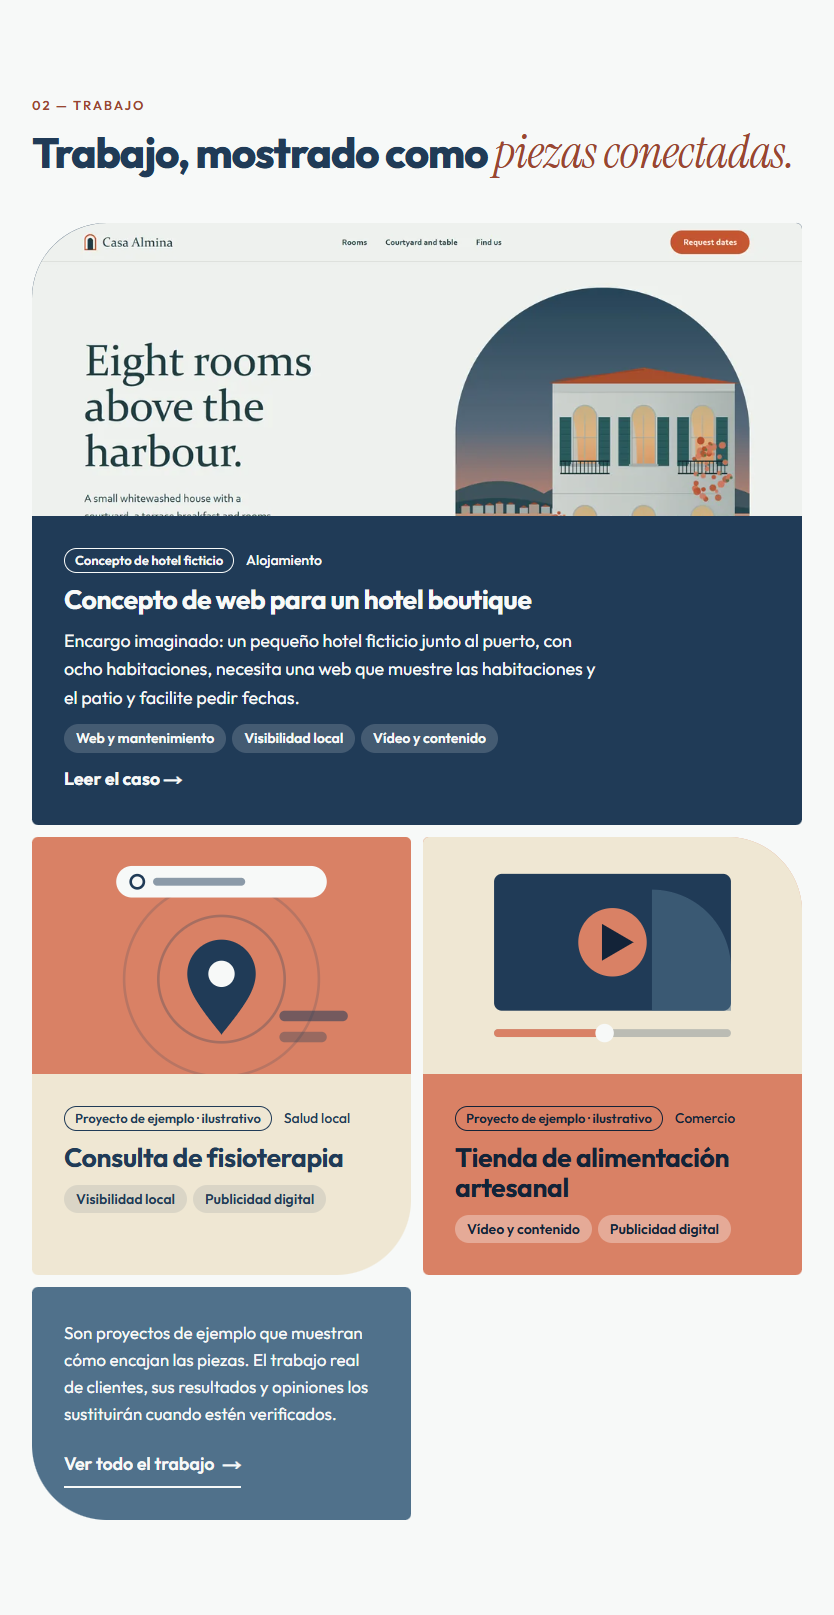 02 — TRABAJO
Trabajo, mostrado como piezas conectadas.
Casa Almina
Rooms
Courtyard and table
Find us
Request dates
Eight rooms
above the
harbour.
A small whitewashed house with a
courtyard, a terrace breakfast and rooms
Concepto de hotel ficticio
Alojamiento
Concepto de web para un hotel boutique
Encargo imaginado: un pequeño hotel ficticio junto al puerto, con
ocho habitaciones, necesita una web que muestre las habitaciones y
el patio y facilite pedir fechas.
Web y mantenimiento
Visibilidad local
Vídeo y contenido
Leer el caso →
Proyecto de ejemplo · ilustrativo
Salud local
Consulta de fisioterapia
Visibilidad local
Publicidad digital
Proyecto de ejemplo · ilustrativo
Comercio
Tienda de alimentación
artesanal
Vídeo y contenido
Publicidad digital
Son proyectos de ejemplo que muestran
cómo encajan las piezas. El trabajo real
de clientes, sus resultados y opiniones los
sustituirán cuando estén verificados.
Ver todo el trabajo →